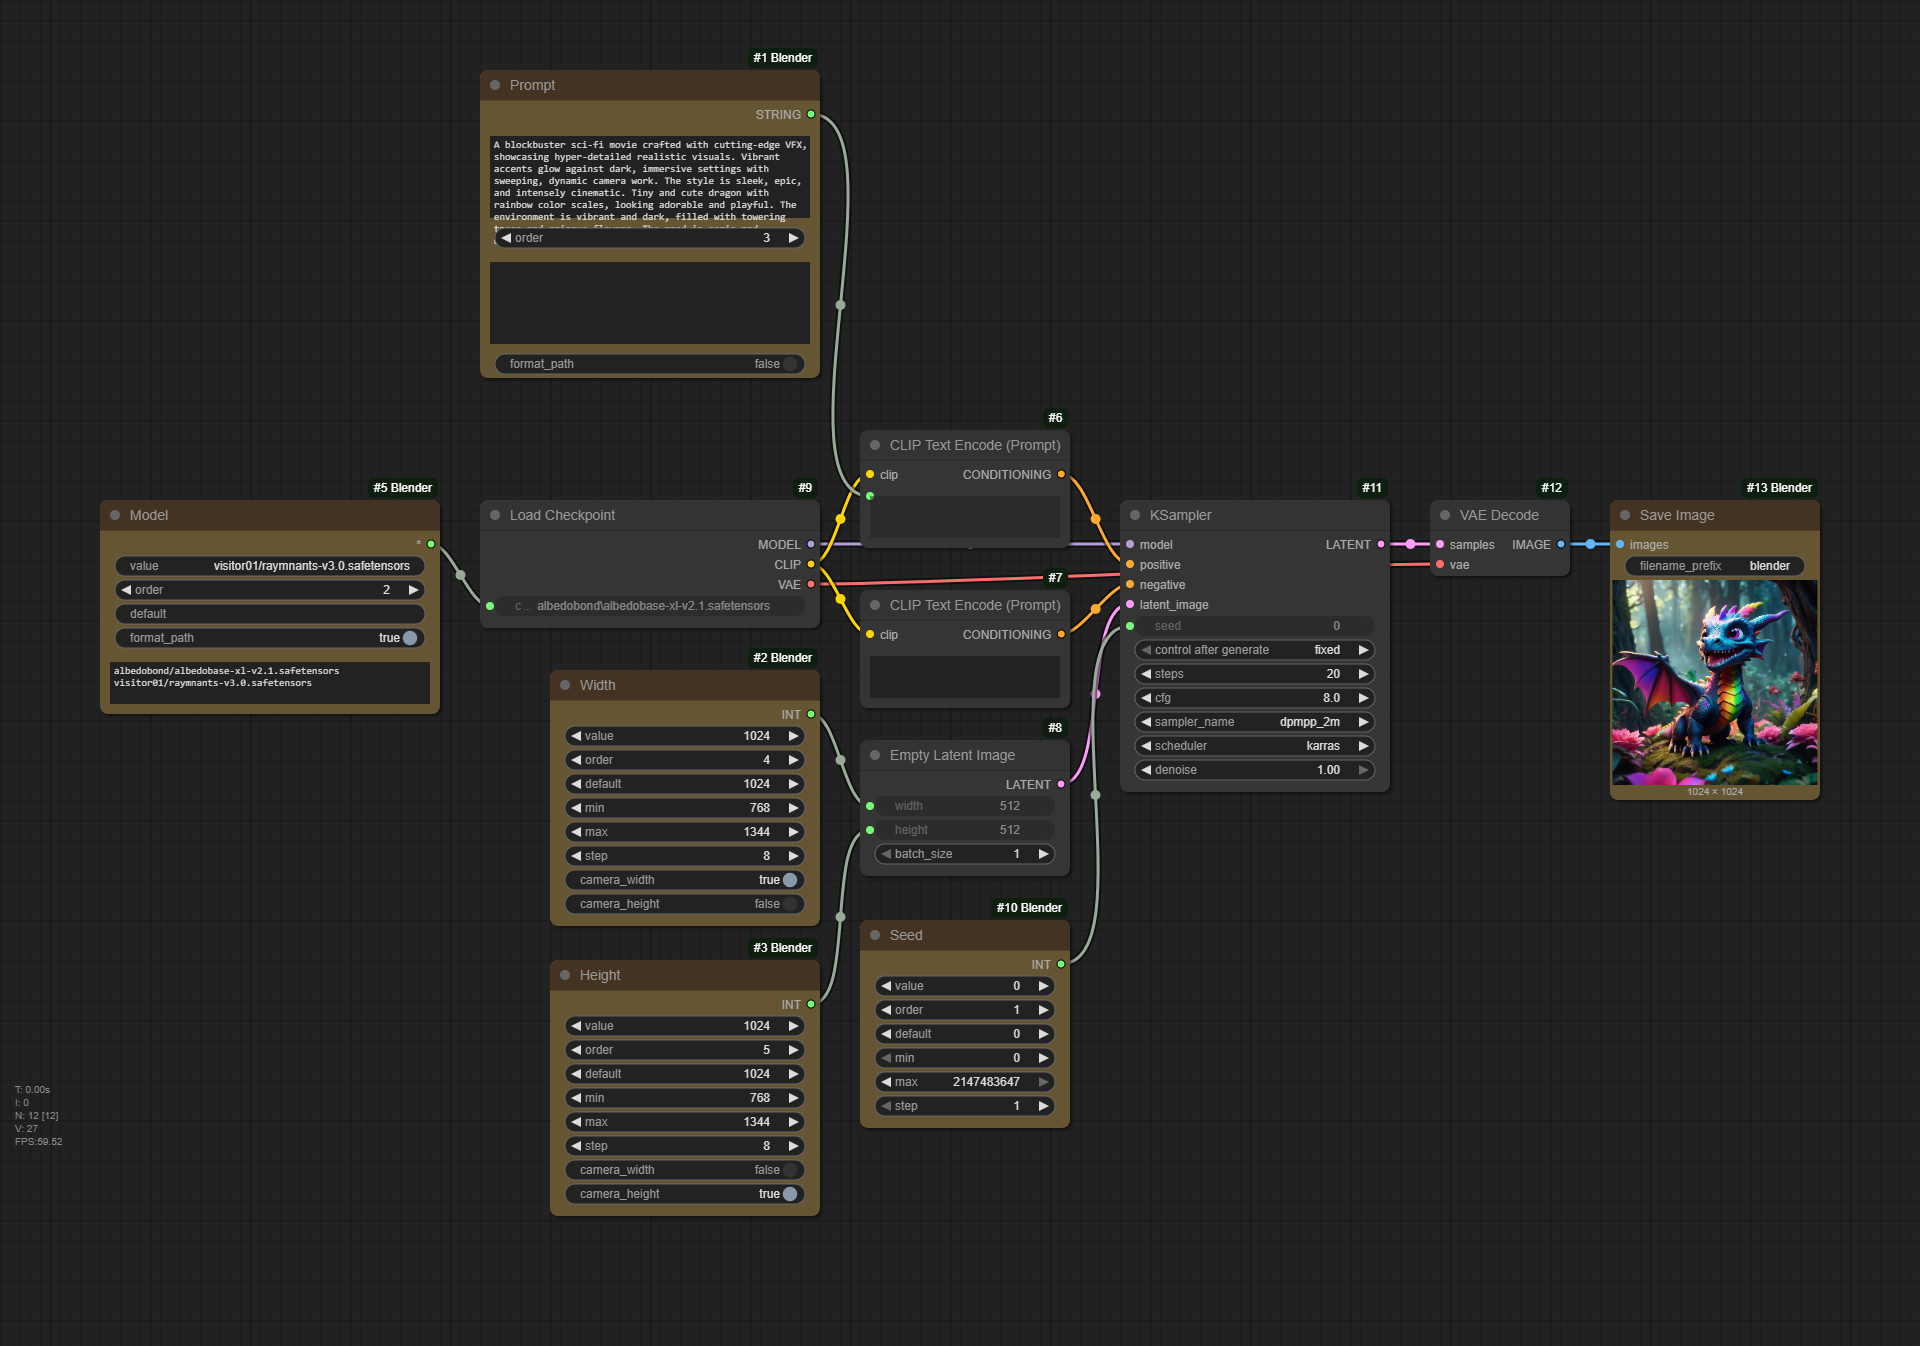 #1 Blender
Prompt
STRING
A blockbuster sci-fi movie crafted with cutting-edge VFX,
showcasing hyper-detailed realistic visuals. Vibrant
accents glow against dark, immersive settings with
sweeping, dynamic camera work. The style is sleek, epic,
and intensely cinematic. Tiny and cute dragon with
rainbow color scales, looking adorable and playful. The
environment is vibrant and dark, filled with towering
order 3
format_path false
#5 Blender
Model
*
value visitor01/raymnants-v3.0.safetensors
order 2
default
format_path true
albedobond/albedobase-xl-v2.1.safetensors
visitor01/raymnants-v3.0.safetensors
#9
Load Checkpoint
MODEL
CLIP
VAE
c ... albedobond\albedobase-xl-v2.1.safetensors
#6
CLIP Text Encode (Prompt)
clip CONDITIONING
#7
CLIP Text Encode (Prompt)
clip CONDITIONING
#2 Blender
Width
INT
value 1024
order 4
default 1024
min 768
max 1344
step 8
camera_width true
camera_height false
#3 Blender
Height
INT
value 1024
order 5
default 1024
min 768
max 1344
step 8
camera_width false
camera_height true
#8
Empty Latent Image
LATENT
width 512
height 512
batch_size 1
#10 Blender
Seed
INT
value 0
order 1
default 0
min 0
max 2147483647
step 1
#11
KSampler
model LATENT
positive
negative
latent_image
seed 0
control after generate fixed
steps 20
cfg 8.0
sampler_name dpmpp_2m
scheduler karras
denoise 1.00
#12
VAE Decode
samples IMAGE
vae
#13 Blender
Save Image
images
filename_prefix blender
1024 × 1024
T: 0.00s
I: 0
N: 12 [12]
V: 27
FPS:59.52